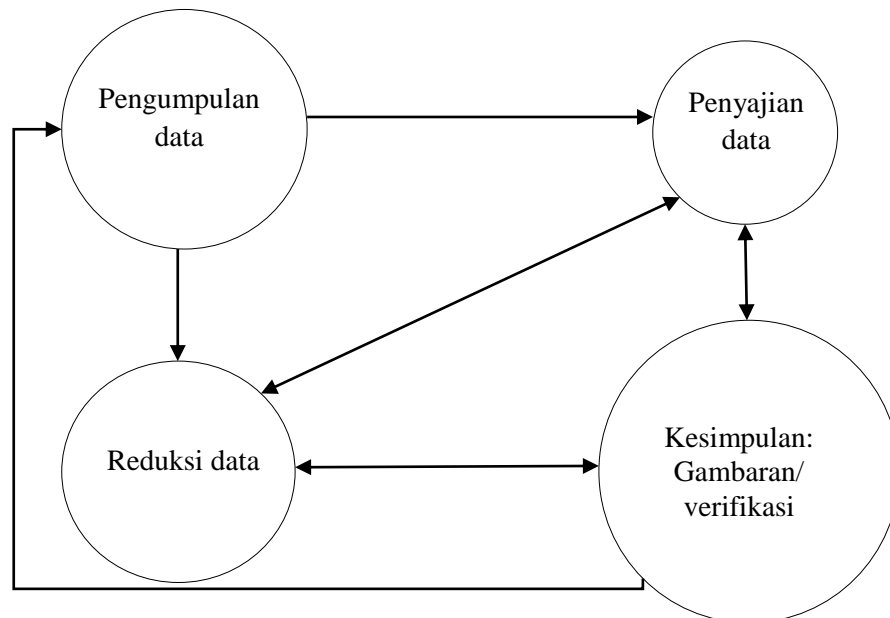 Pengumpulan
data
Penyajian
data
Reduksi data
Kesimpulan:
Gambaran/
verifikasi